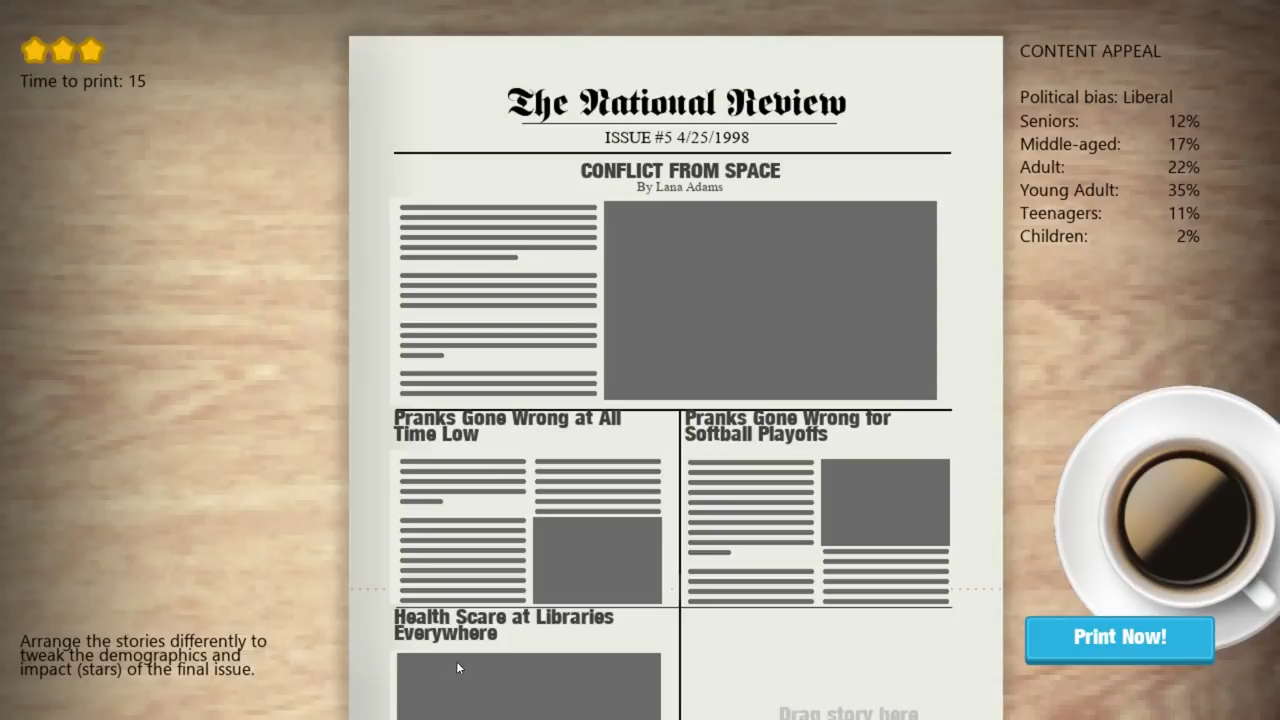 Time to print: 15
The National Review
ISSUE #5 4/25/1998
CONFLICT FROM SPACE
By Lana Adams
Pranks Gone Wrong at All
Time Low
Pranks Gone Wrong for
Softball Playoffs
Health Scare at Libraries
Everywhere
Drag story here
CONTENT APPEAL
Political bias: Liberal
Seniors: 12%
Middle-aged: 17%
Adult: 22%
Young Adult: 35%
Teenagers: 11%
Children: 2%
Arrange the stories differently to
tweak the demographics and
impact (stars) of the final issue.
Print Now!